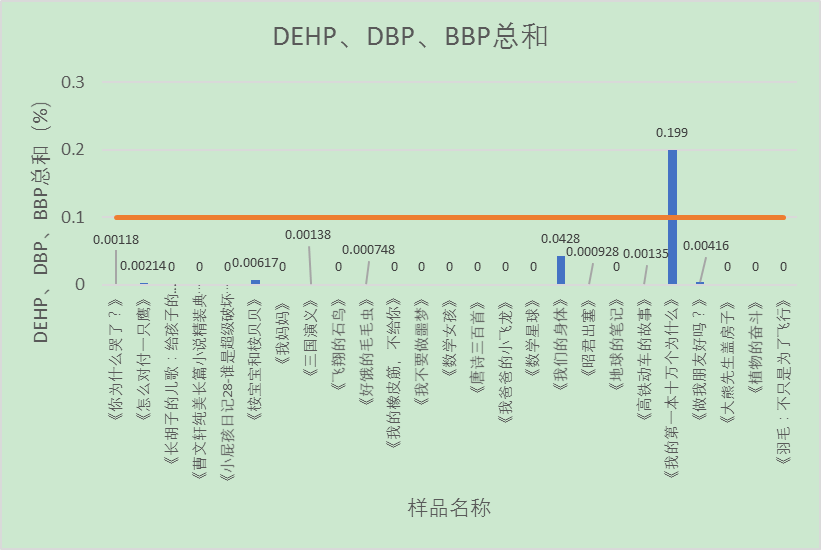 DEHP、DBP、BBP总和
DEHP、DBP、BBP总和（%）
0.3
0.2
0.1
0
0.00118
0.00214
0
0
0
0.00617
0
0.00138
0
0.000748
0
0
0
0
0
0
0.0428
0.000928
0
0.00135
0.199
0.00416
0
0
0
《你为什么哭了？》
《怎么对付一只鹰》
《长胡子的儿歌：给孩子的…
《曹文轩纯美长篇小说精装典…
《小屁孩日记28-谁是超级破坏…
《桉宝宝和桉贝贝》
《我妈妈》
《三国演义》
《飞翔的石鸟》
《好饿的毛毛虫》
《我的橡皮筋，不给你》
《我不要做噩梦》
《数学女孩》
《唐诗三百首》
《我爸爸的小飞龙》
《数学星球》
《我们的身体》
《昭君出塞》
《地球的笔记》
《高铁动车的故事》
《我的第一本十万个为什么》
《做我朋友好吗？》
《大熊先生盖房子》
《植物的奋斗》
《羽毛：不只是为了飞行》
样品名称